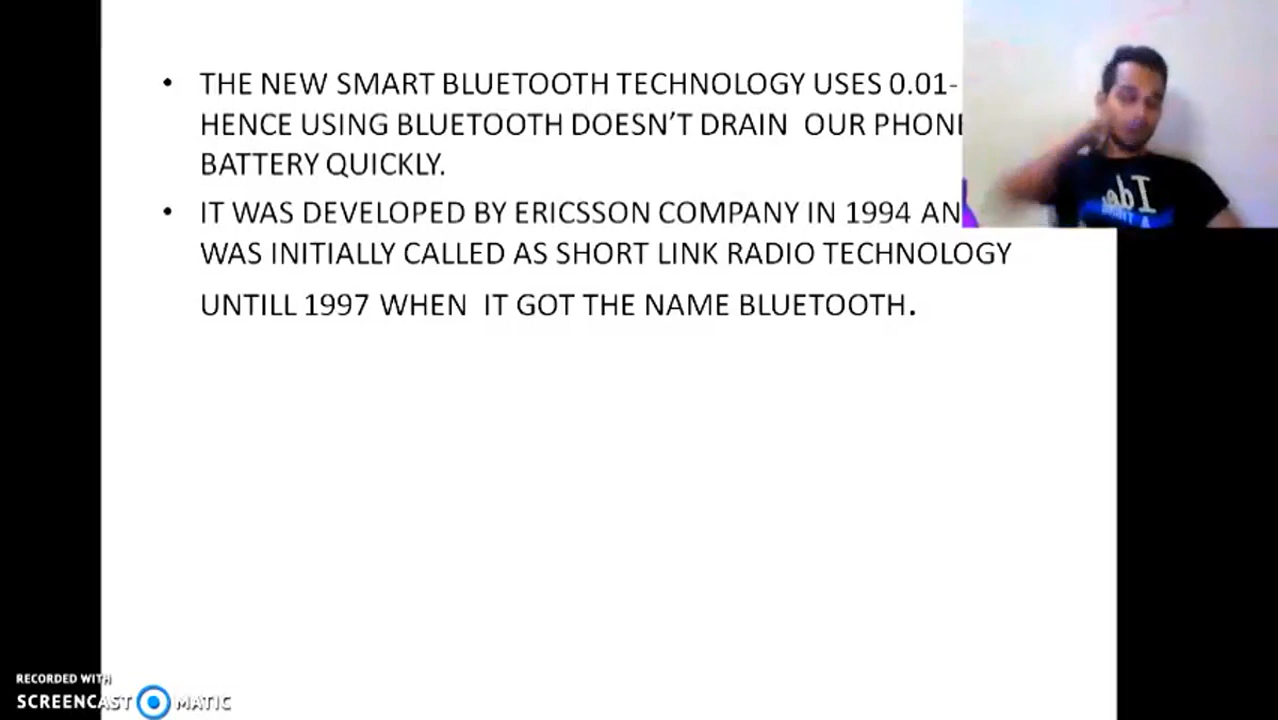 • THE NEW SMART BLUETOOTH TECHNOLOGY USES 0.01-
HENCE USING BLUETOOTH DOESN'T DRAIN OUR PHONE
BATTERY QUICKLY.
• IT WAS DEVELOPED BY ERICSSON COMPANY IN 1994 AN
WAS INITIALLY CALLED AS SHORT LINK RADIO TECHNOLOGY
UNTILL 1997 WHEN IT GOT THE NAME BLUETOOTH.
RECORDED WITH
SCREENCAST MATIC